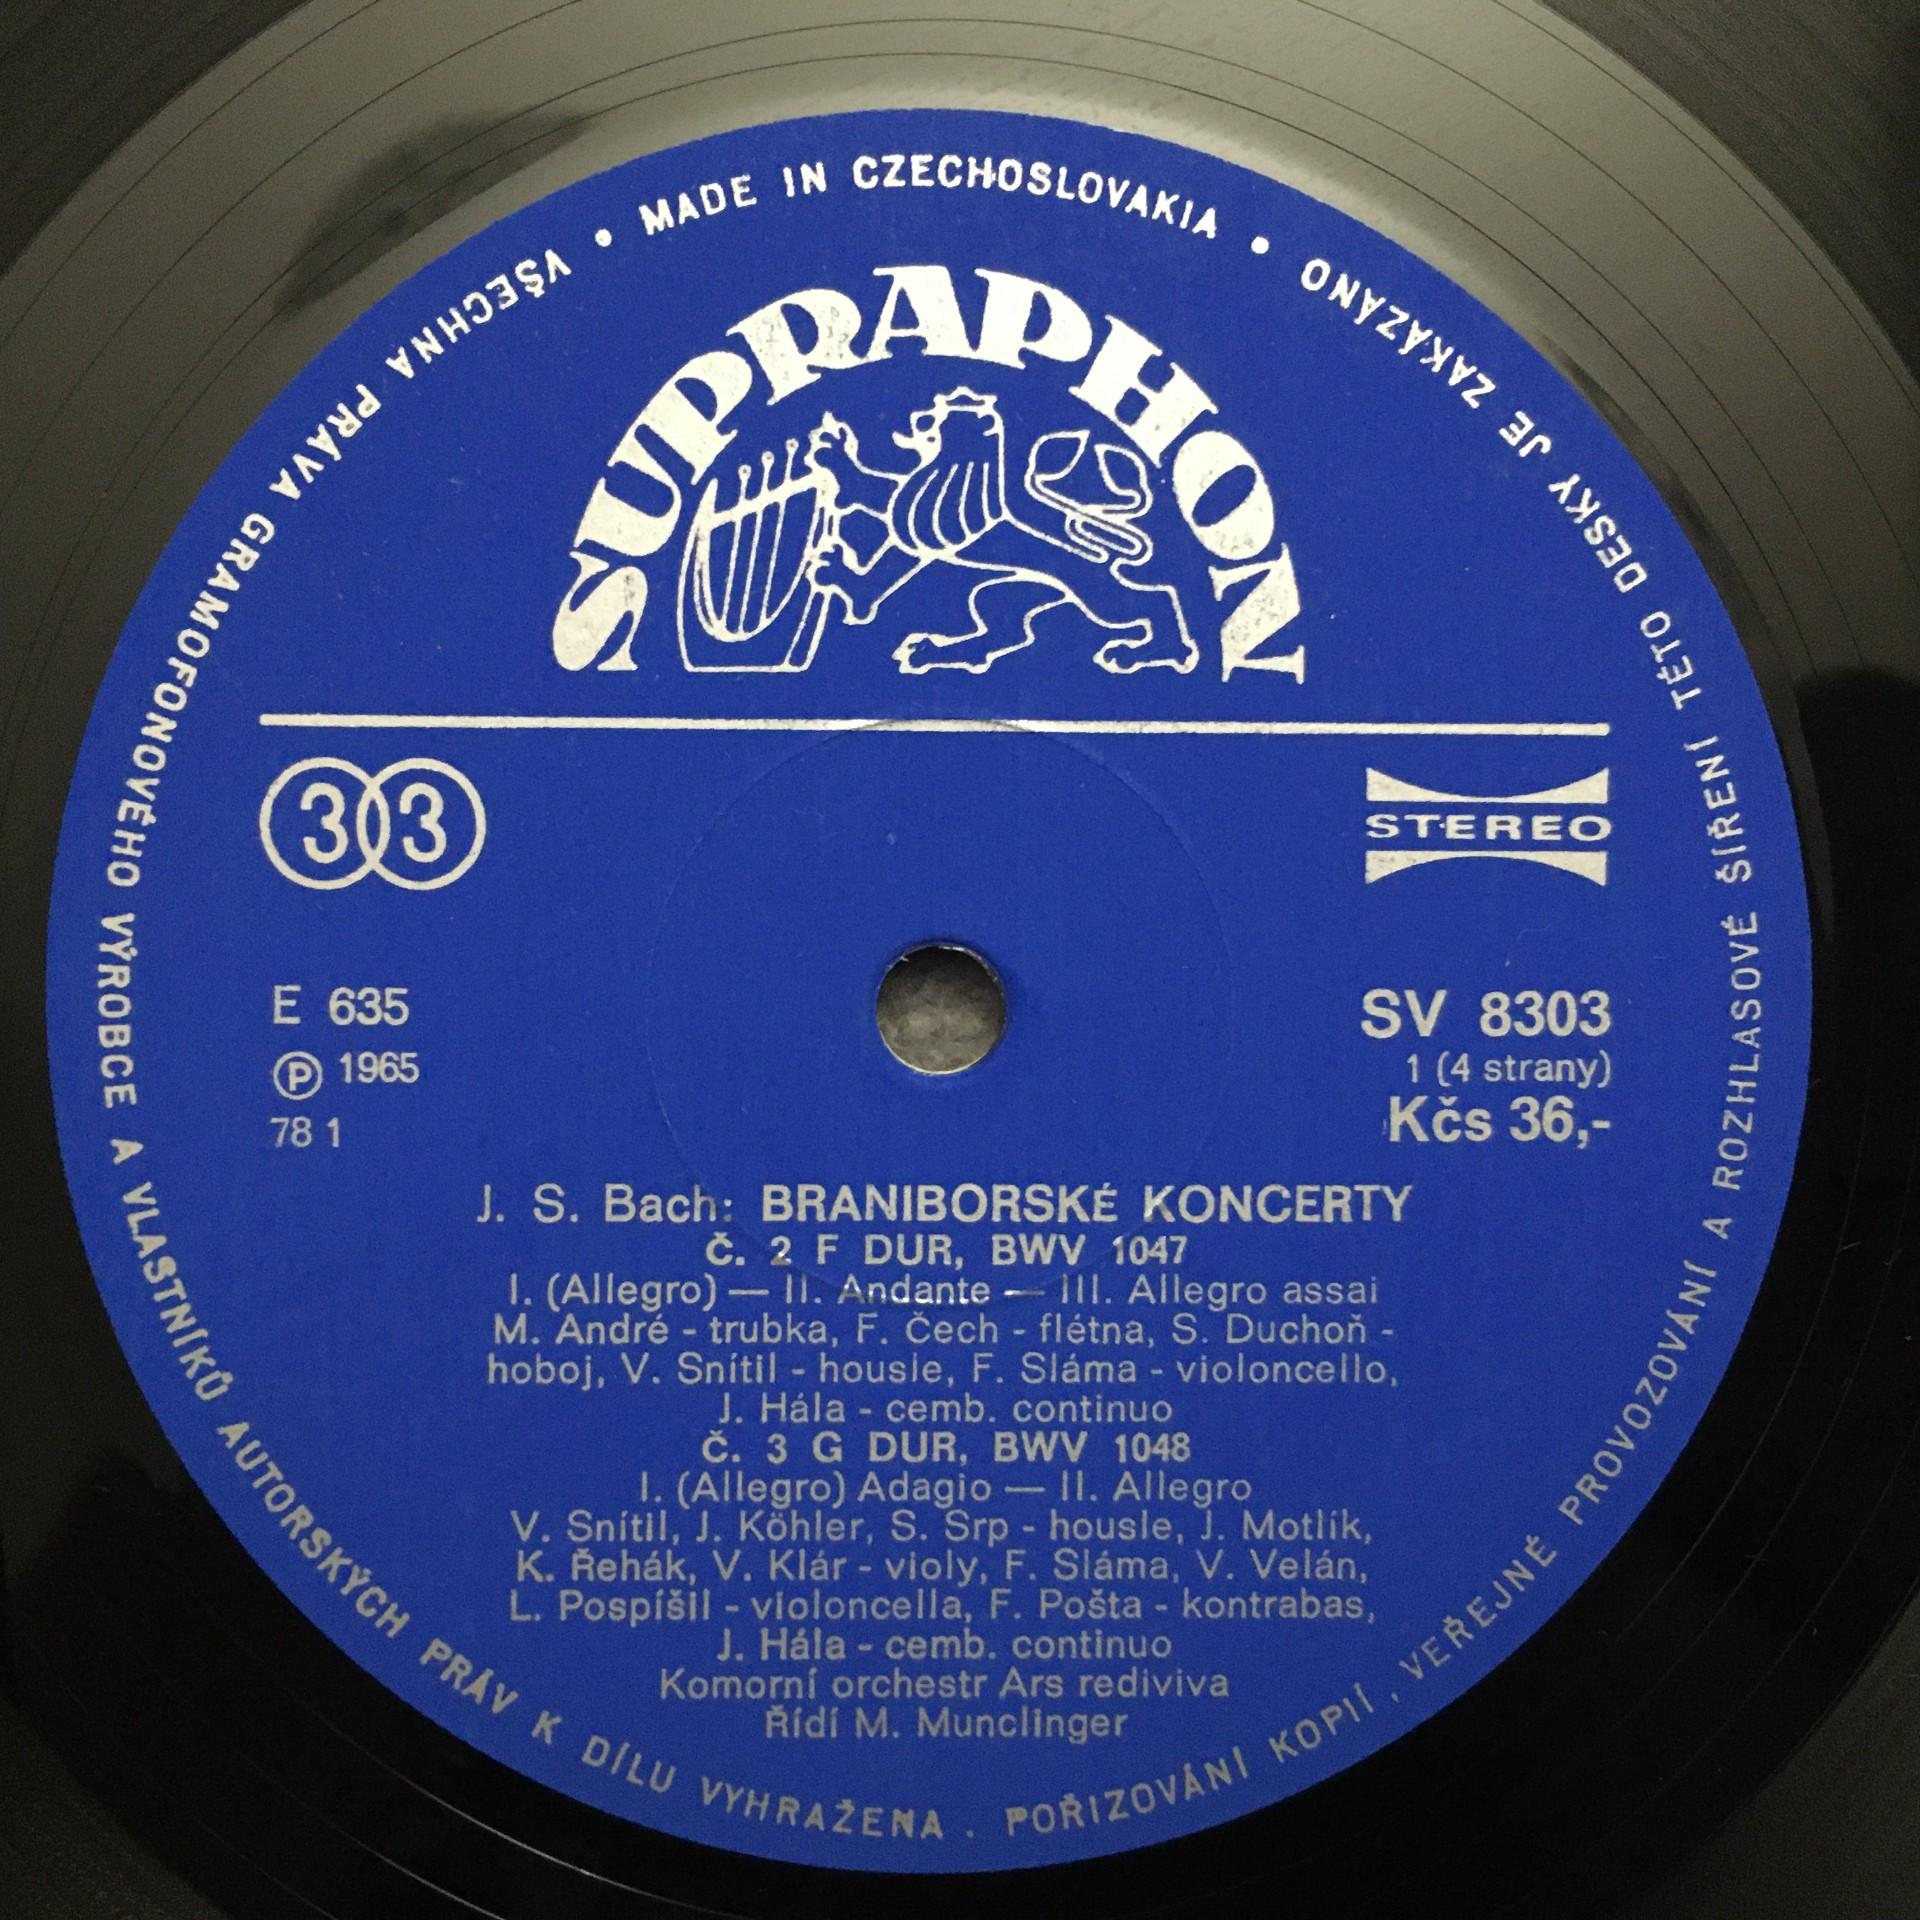 • MADE IN CZECHOSLOVAKIA •
VŠECHNA PRÁVA GRAMOFONOVÉHO VÝROBCE A VLASTNÍKŮ AUTORSKÝCH PRÁV K DÍLU VYHRAŽENA . POŘIZOVÁNÍ KOPIÍ , VEŘEJNÉ PROVOZOVÁNÍ A ROZHLASOVÉ ŠÍŘENÍ TÉTO DESKY JE ZAKÁZÁNO
SUPRAPHON
33
STEREO
E 635
Ⓟ 1965
78 1
SV 8303
1 (4 strany)
Kčs 36,-
J. S. Bach: BRANIBORSKÉ KONCERTY
Č. 2 F DUR, BWV 1047
I. (Allegro) — II. Andante — III. Allegro assai
M. André - trubka, F. Čech - flétna, S. Duchoň -
hoboj, V. Snítil - housle, F. Sláma - violoncello,
J. Hála - cemb. continuo
Č. 3 G DUR, BWV 1048
I. (Allegro) Adagio — II. Allegro
V. Snítil, J. Köhler, S. Srp - housle, J. Motlík,
K. Řehák, V. Klár - violy, F. Sláma, V. Velán,
L. Pospíšil - violoncella, F. Pošta - kontrabas,
J. Hála - cemb. continuo
Komorní orchestr Ars rediviva
Řídí M. Munclinger